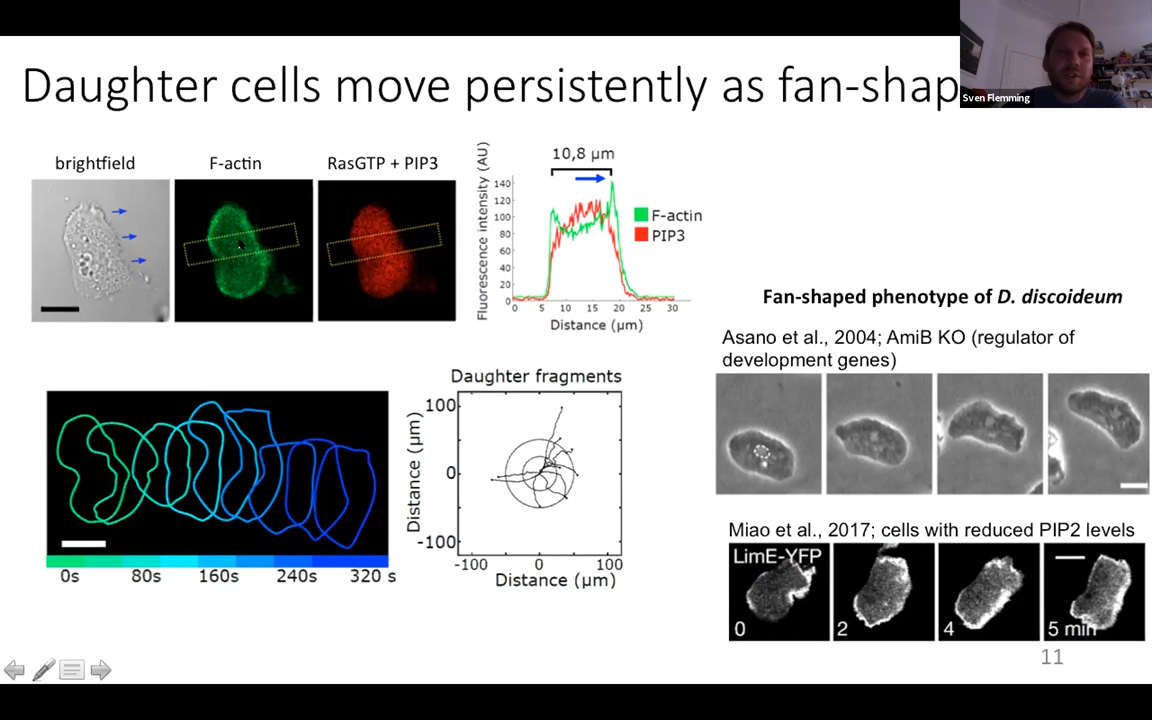 Daughter cells move persistently as fan-shap
Sven Flemming
brightfield
F-actin
RasGTP + PIP3
Fluorescence intensity (AU)
140
120
100
80
60
40
20
0
10,8 µm
F-actin
PIP3
0 5 10 15 20 25 30
Distance (µm)
0s 80s 160s 240s 320 s
Daughter fragments
Distance (µm)
100
0
-100
-100 0 100
Distance (µm)
Fan-shaped phenotype of D. discoideum
Asano et al., 2004; AmiB KO (regulator of
development genes)
Miao et al., 2017; cells with reduced PIP2 levels
LimE-YFP
0 2 4 5 min
11